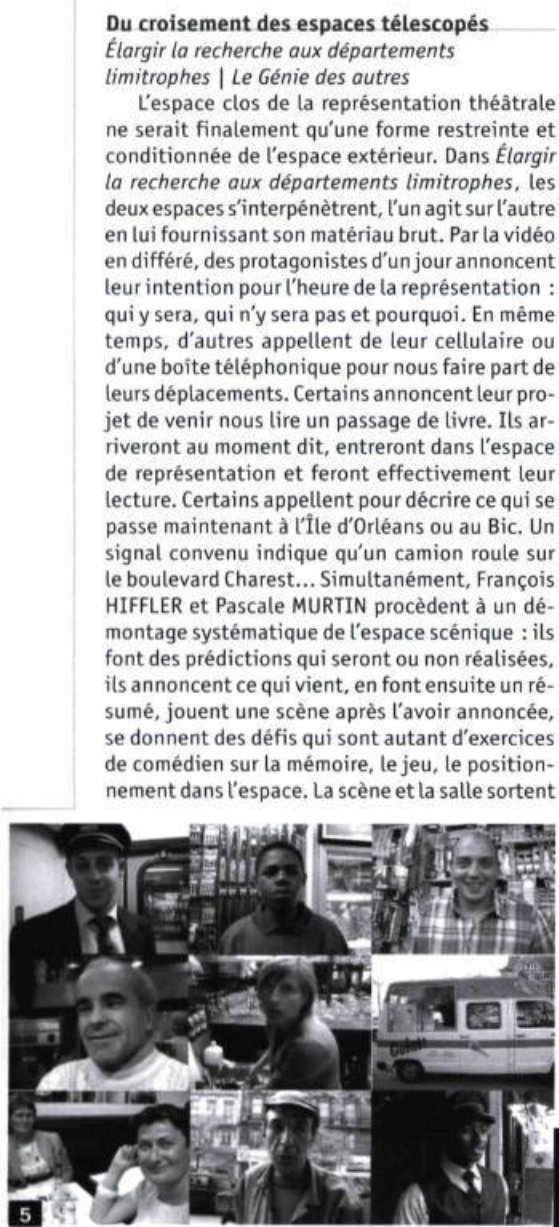 Du croisement des espaces télescopés
Élargir la recherche aux départements
limitrophes | Le Génie des autres
L'espace clos de la représentation théâtrale
ne serait finalement qu'une forme restreinte et
conditionnée de l'espace extérieur. Dans Élargir
la recherche aux départements limitrophes, les
deux espaces s'interpénètrent, l'un agit sur l'autre
en lui fournissant son matériau brut. Par la vidéo
en différé, des protagonistes d'un jour annoncent
leur intention pour l'heure de la représentation :
qui y sera, qui n'y sera pas et pourquoi. En même
temps, d'autres appellent de leur cellulaire ou
d'une boîte téléphonique pour nous faire part de
leurs déplacements. Certains annoncent leur pro-
jet de venir nous lire un passage de livre. Ils ar-
riveront au moment dit, entreront dans l'espace
de représentation et feront effectivement leur
lecture. Certains appellent pour décrire ce qui se
passe maintenant à l'Île d'Orléans ou au Bic. Un
signal convenu indique qu'un camion roule sur
le boulevard Charest... Simultanément, François
HIFFLER et Pascale MURTIN procèdent à un dé-
montage systématique de l'espace scénique : ils
font des prédictions qui seront ou non réalisées,
ils annoncent ce qui vient, en font ensuite un ré-
sumé, jouent une scène après l'avoir annoncée,
se donnent des défis qui sont autant d'exercices
de comédien sur la mémoire, le jeu, le position-
nement dans l'espace. La scène et la salle sortent
5